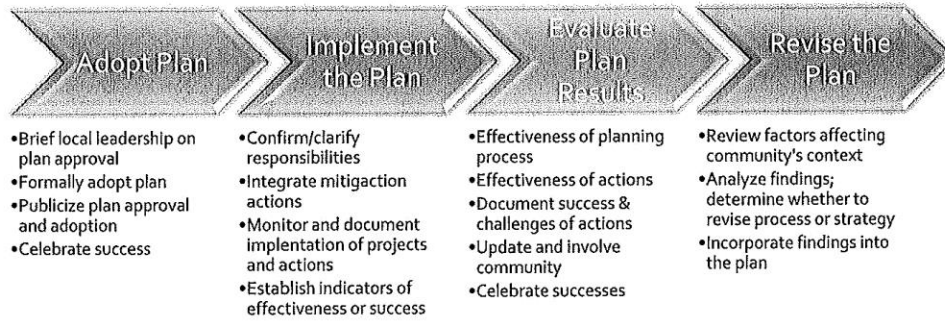 Adopt Plan
Implement
the Plan
Evaluate
Plan
Results
Revise the
Plan
•Brief local leadership on
plan approval
•Formally adopt plan
•Publicize plan approval
and adoption
•Celebrate success
•Confirm/clarify
responsibilities
•Integrate mitigaction
actions
•Monitor and document
implentation of projects
and actions
•Establish indicators of
effectiveness or success
•Effectiveness of planning
process
•Effectiveness of actions
•Document success &
challenges of actions
•Update and involve
community
•Celebrate successes
•Review factors affecting
community's context
•Analyze findings;
determine whether to
revise process or strategy
•Incorporate findings into
the plan